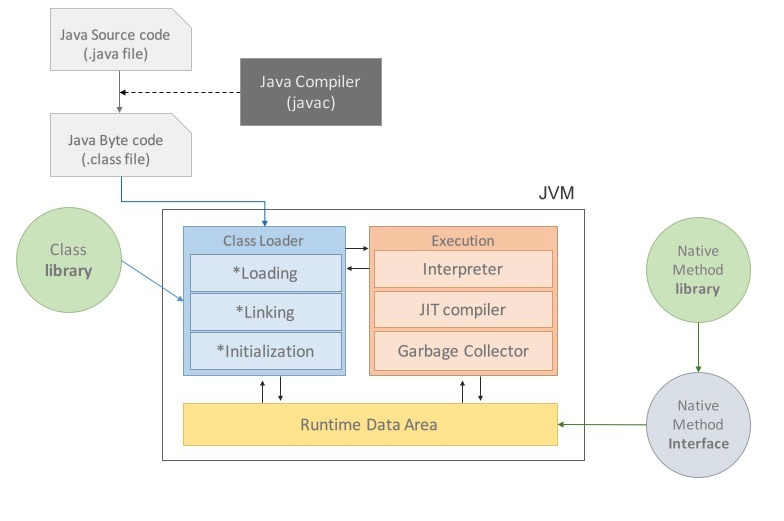 Java Source code
(.java file)
Java Compiler
(javac)
Java Byte code
(.class file)
JVM
Class
library
Class Loader
*Loading
*Linking
*Initialization
Execution
Interpreter
JIT compiler
Garbage Collector
Native
Method
library
Runtime Data Area
Native
Method
Interface